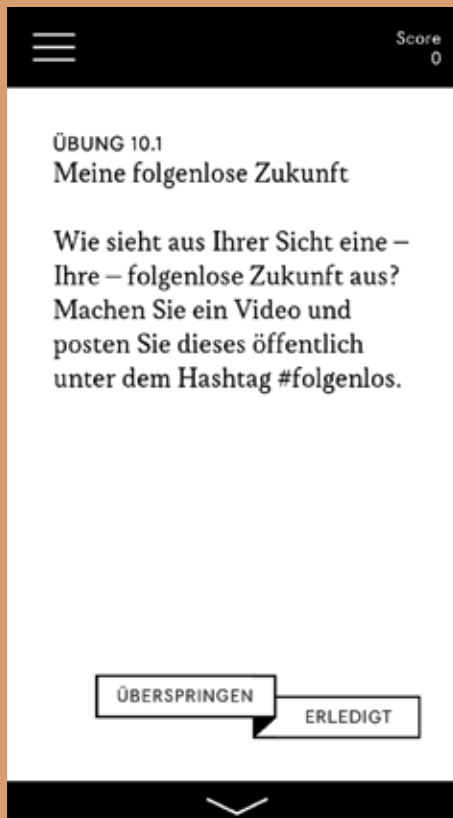 Score
0
ÜBUNG 10.1
Meine folgenlose Zukunft
Wie sieht aus Ihrer Sicht eine –
Ihre – folgenlose Zukunft aus?
Machen Sie ein Video und
posten Sie dieses öffentlich
unter dem Hashtag #folgenlos.
ÜBERSPRINGEN
ERLEDIGT